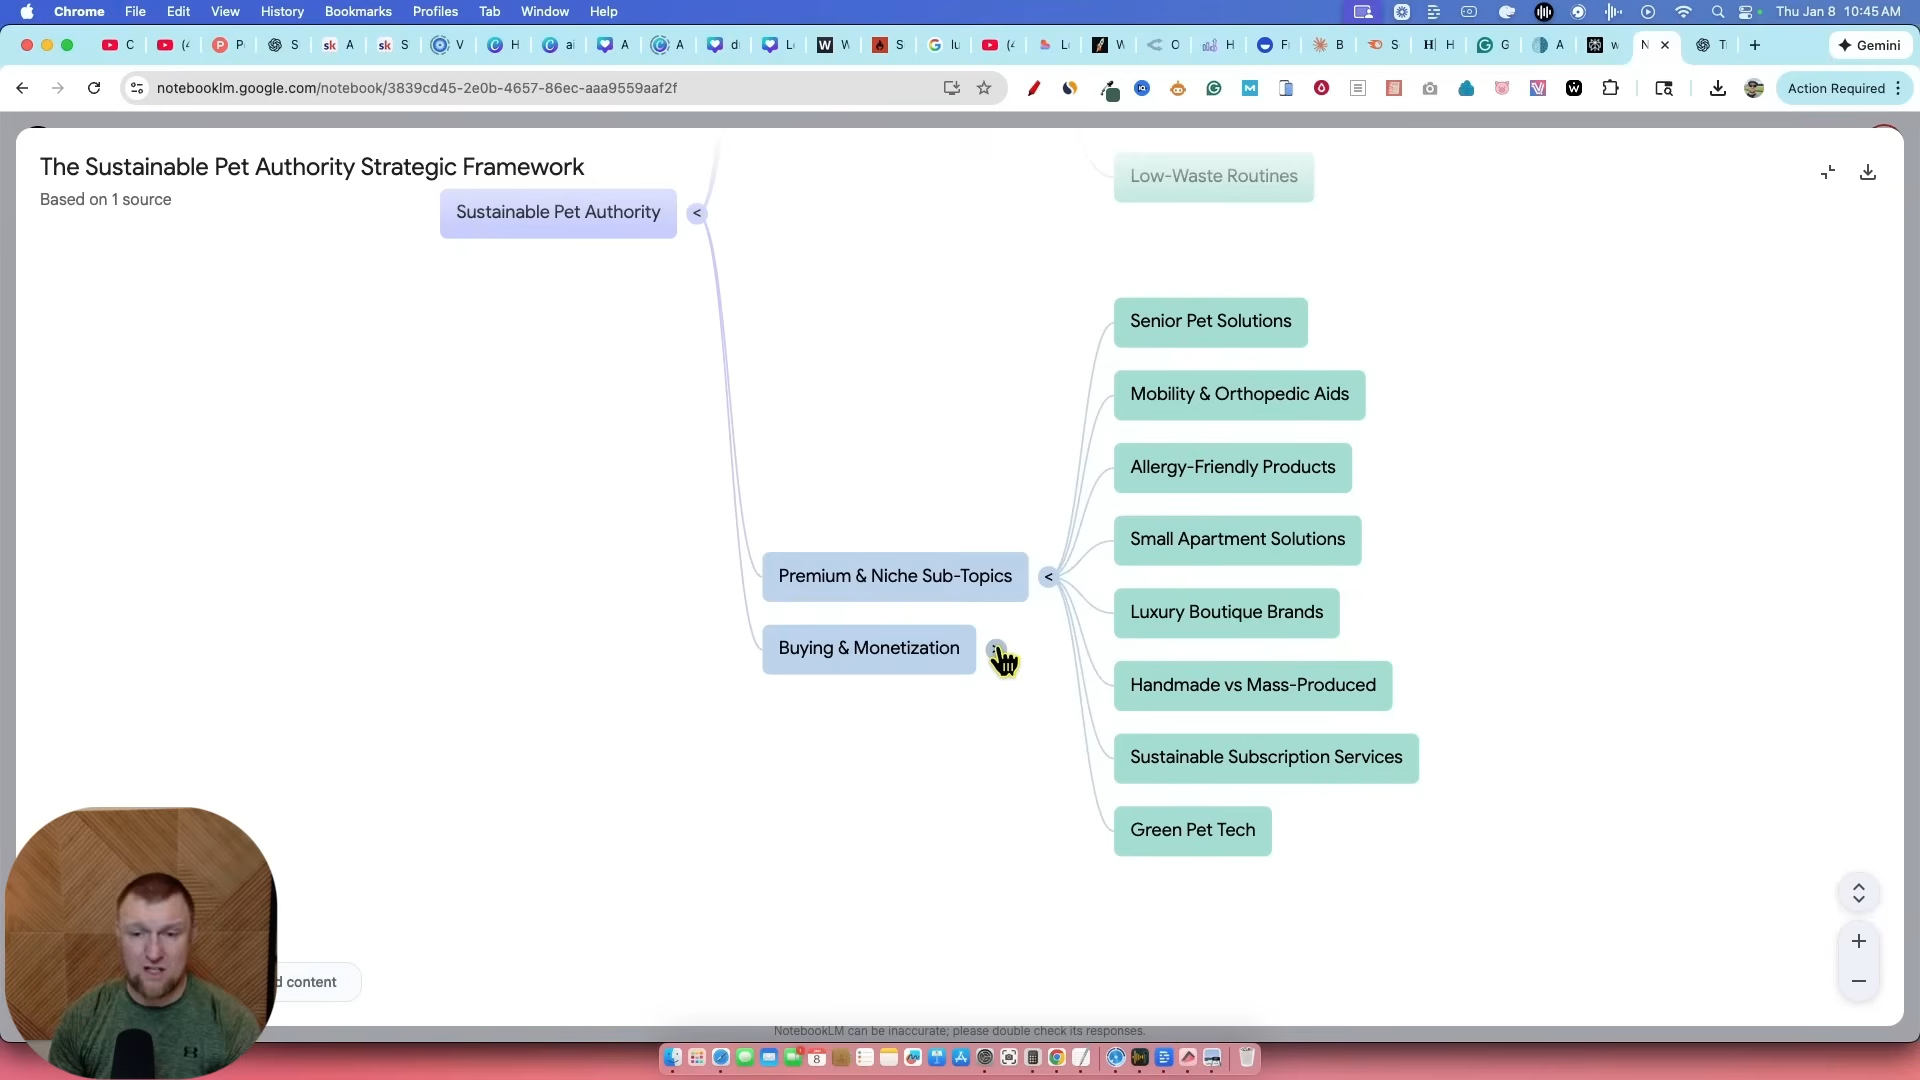 Chrome File Edit View History Bookmarks Profiles Tab Window Help
Thu Jan 8 10:45 AM
Gemini
notebooklm.google.com/notebook/3839cd45-2e0b-4657-86ec-aaa9559aaf2f
Action Required
The Sustainable Pet Authority Strategic Framework
Based on 1 source
Low-Waste Routines
Sustainable Pet Authority
Senior Pet Solutions
Mobility & Orthopedic Aids
Allergy-Friendly Products
Small Apartment Solutions
Premium & Niche Sub-Topics
Luxury Boutique Brands
Buying & Monetization
Handmade vs Mass-Produced
Sustainable Subscription Services
Green Pet Tech
d content
NotebookLM can be inaccurate; please double check its responses.